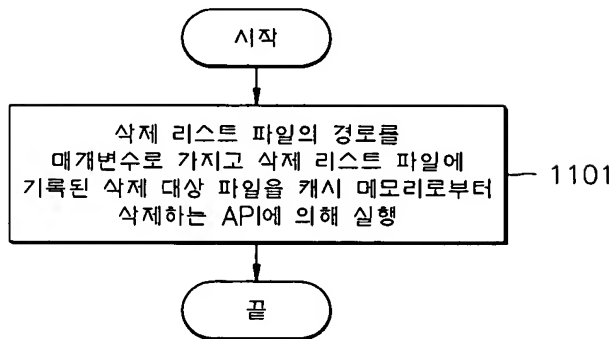 시작
삭제 리스트 파일의 경로를
매개변수로 가지고 삭제 리스트 파일에
기록된 삭제 대상 파일을 캐시 메모리로부터
삭제하는 API에 의해 실행
1101
끝